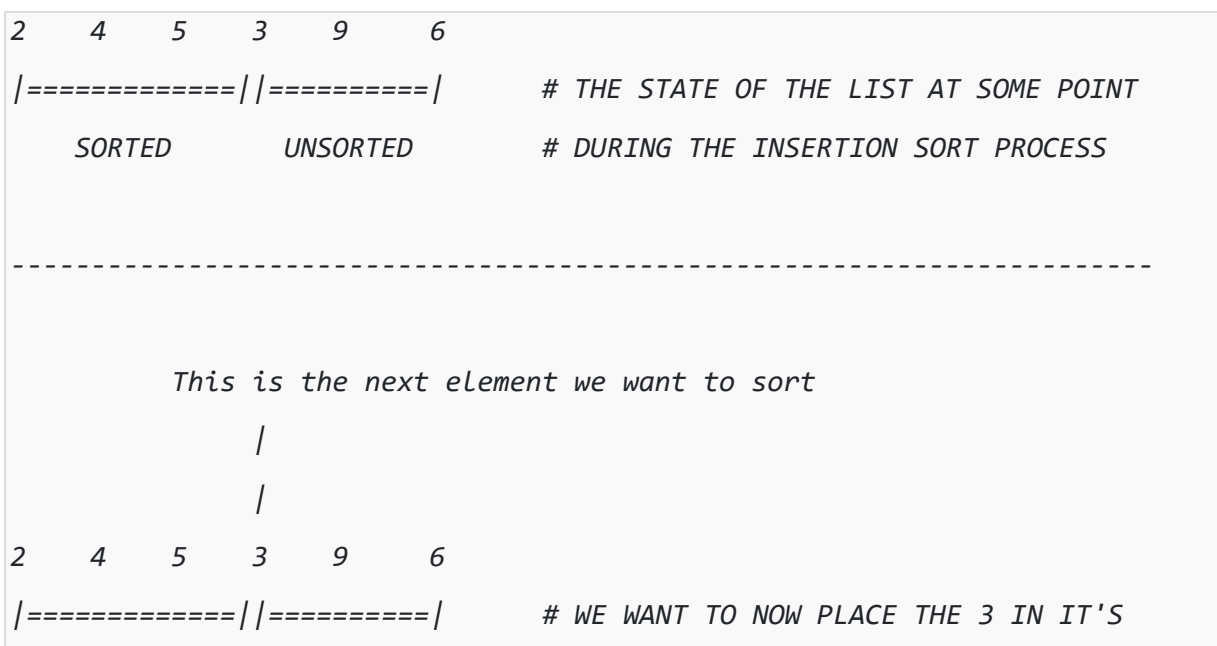 2    4    5    3    9     6
|=============||==========|      # THE STATE OF THE LIST AT SOME POINT
    SORTED       UNSORTED        # DURING THE INSERTION SORT PROCESS
-----------------------------------------------------------------------
          This is the next element we want to sort
               |
               |
2    4    5    3    9     6
|=============||==========|      # WE WANT TO NOW PLACE THE 3 IN IT'S